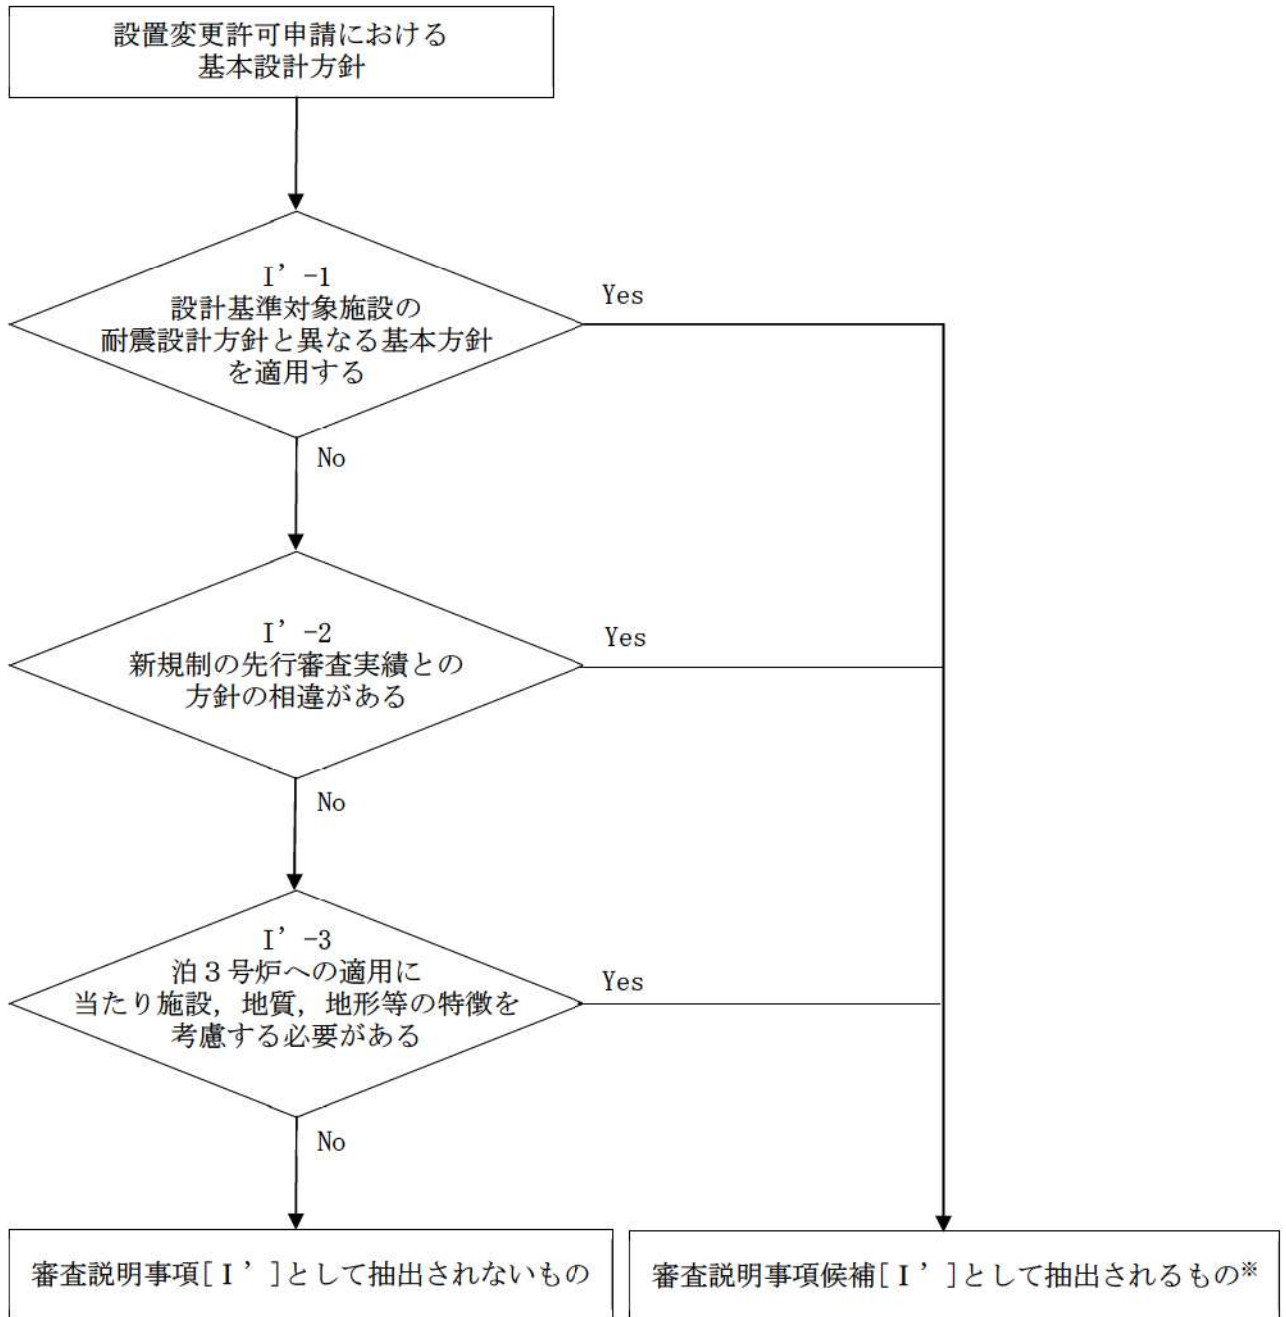 設置変更許可申請における
基本設計方針
Ⅰ’-1
設計基準対象施設の
耐震設計方針と異なる基本方針
を適用する
Yes
No
Ⅰ’-2
新規制の先行審査実績との
方針の相違がある
Yes
No
Ⅰ’-3
泊3号炉への適用に
当たり施設，地質，地形等の特徴を
考慮する必要がある
Yes
No
審査説明事項[Ⅰ’]として抽出されないもの
審査説明事項候補[Ⅰ’]として抽出されるもの※